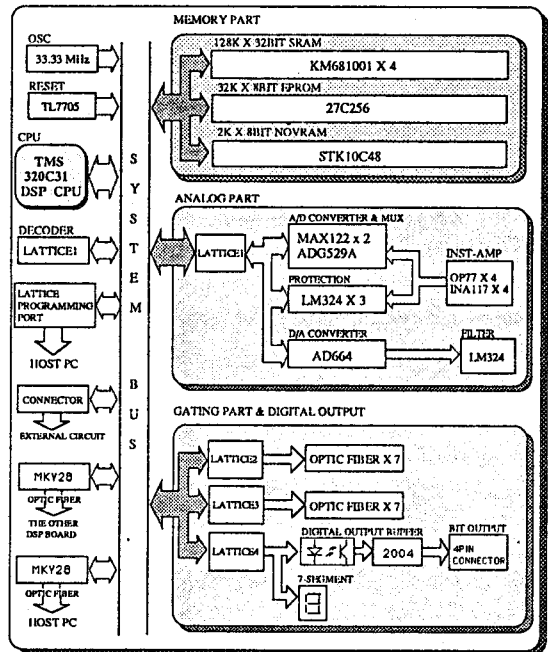 OSC
33.33 Mhz
RESET
TL7705
CPU
TMS
320C31
DSP CPU
DECODER
LATTICE1
LATTICE
PROGRAMMING
PORT
HOST PC
CONNECTOR
EXTERNAL CIRCUIT
MKY28
OPTIC FIBER
THE OTHER
DSP BOARD
MKY28
OPTIC FIBER
HOST PC
SYSTEM BUS
MEMORY PART
128K X 32BIT SRAM
KM681001 X 4
32K X 8BIT EPROM
27C256
2K X 8BIT NOVRAM
STK10C48
ANALOG PART
LATTICE1
A/D CONVERTER & MUX
MAX122 x 2
ADG529A
PROTECTION
LM324 X 3
INST-AMP
OP77 X 4
INA117 X 4
D/A CONVERTER
AD664
FILTER
LM324
GATING PART & DIGITAL OUTPUT
LATTICE2
OPTIC FIBER X 7
LATTICE3
OPTIC FIBER X 7
LATTICE4
DIGITAL OUTPUT BUFFER
2004
BIT OUTPUT
4PIN
CONNECTOR
7-SEGMENT
8